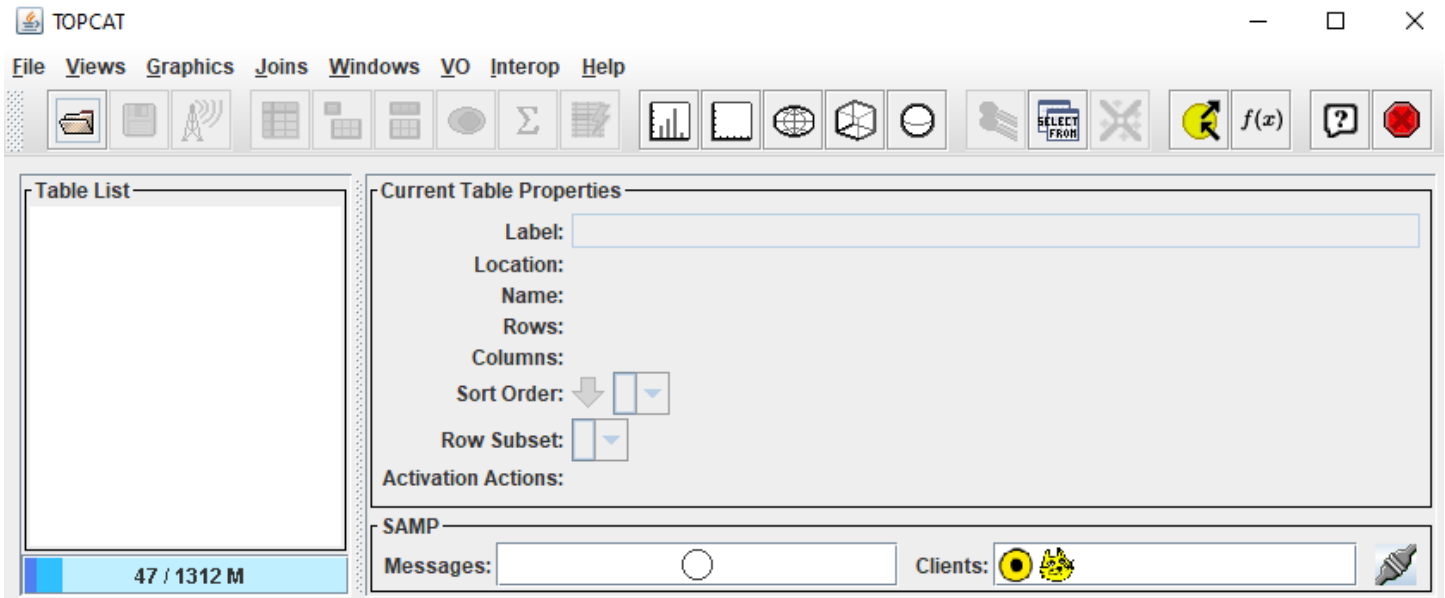 TOPCAT
File Views Graphics Joins Windows VO Interop Help
Σ SELECT FROM f(x) ?
Table List
Current Table Properties
Label:
Location:
Name:
Rows:
Columns:
Sort Order:
Row Subset:
Activation Actions:
SAMP
Messages: Clients:
47 / 1312 M